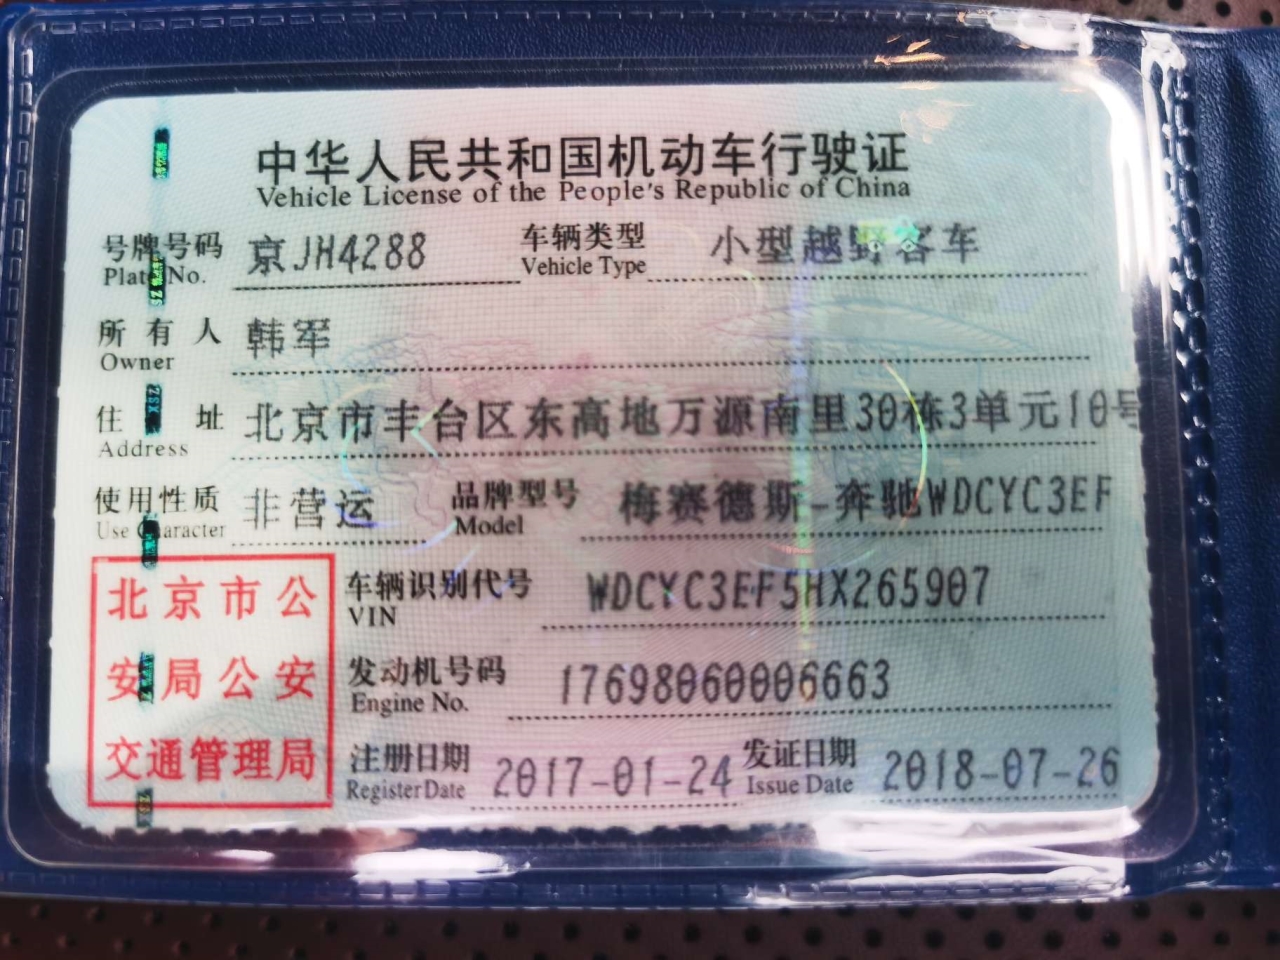 中华人民共和国机动车行驶证
Vehicle License of the People's Republic of China
号牌号码 京JH4288 车辆类型 小型越野客车
Plate No. Vehicle Type
所有人 韩军
Owner
住址 北京市丰台区东高地万源南里30栋3单元10号
Address
使用性质 非营运 品牌型号 梅赛德斯-奔驰WDCYC3EF
Use Character Model
北京市公
安局公安
交通管理局
车辆识别代号 WDCYC3EF5HX265907
VIN
发动机号码 17698060006663
Engine No.
注册日期 2017-01-24 发证日期 2018-07-26
Register Date Issue Date